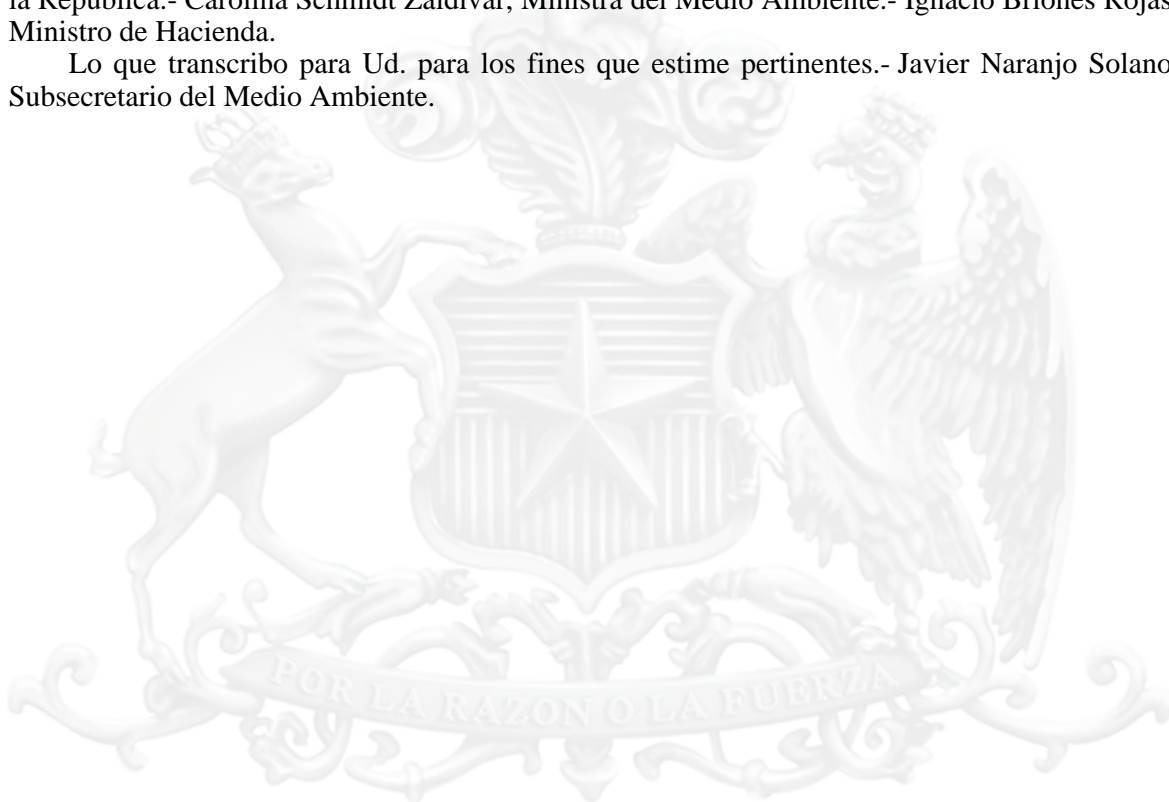 la República.- Carolina Schmidt Zaldívar, Ministra del Medio Ambiente.- Ignacio Briones Rojas
Ministro de Hacienda.
Lo que transcribo para Ud. para los fines que estime pertinentes.- Javier Naranjo Solano
Subsecretario del Medio Ambiente.
POR LA RAZON O LA FUERZA